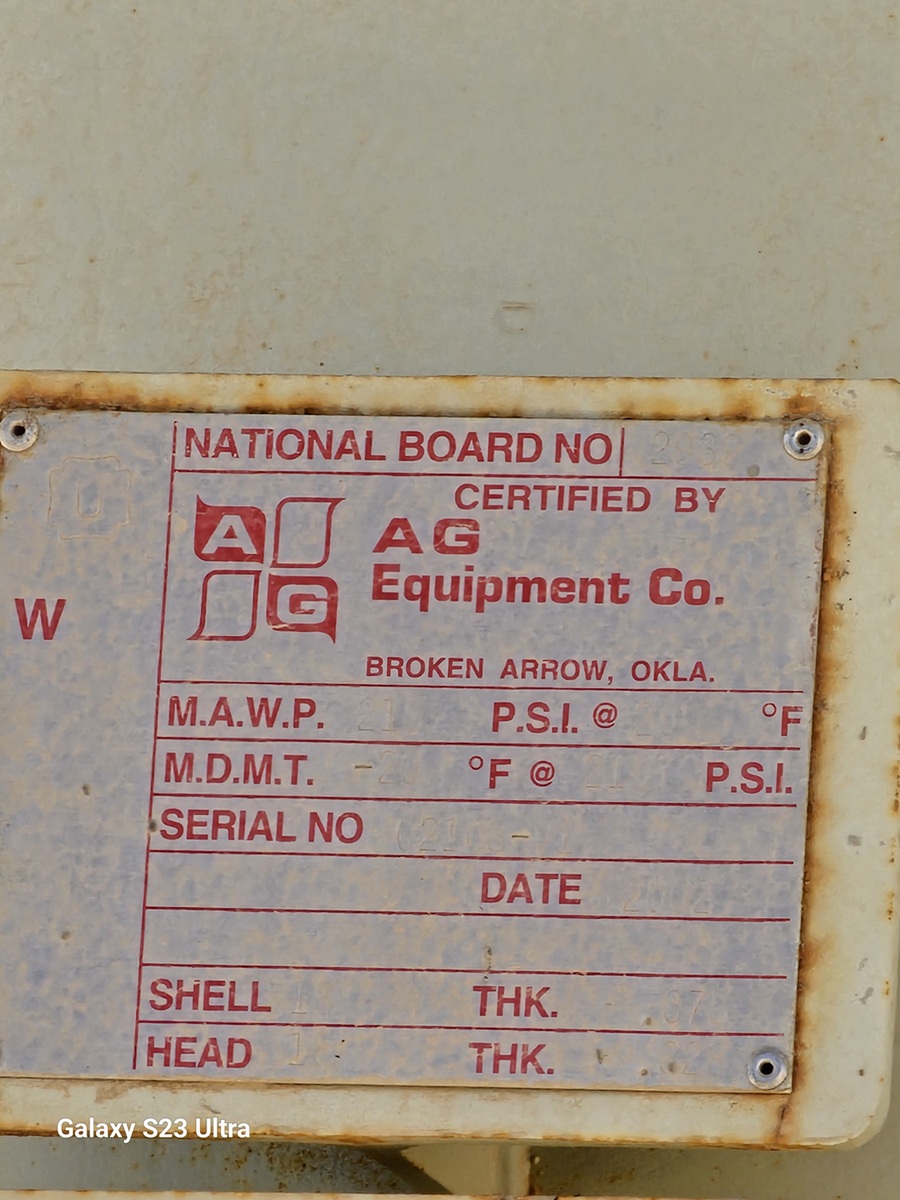 NATIONAL BOARD NO
U
CERTIFIED BY
A G
AG
Equipment Co.
W
BROKEN ARROW, OKLA.
M.A.W.P. P.S.I. @ °F
M.D.M.T. °F @ P.S.I.
SERIAL NO
DATE 2002
SHELL THK.
HEAD THK.
Galaxy S23 Ultra